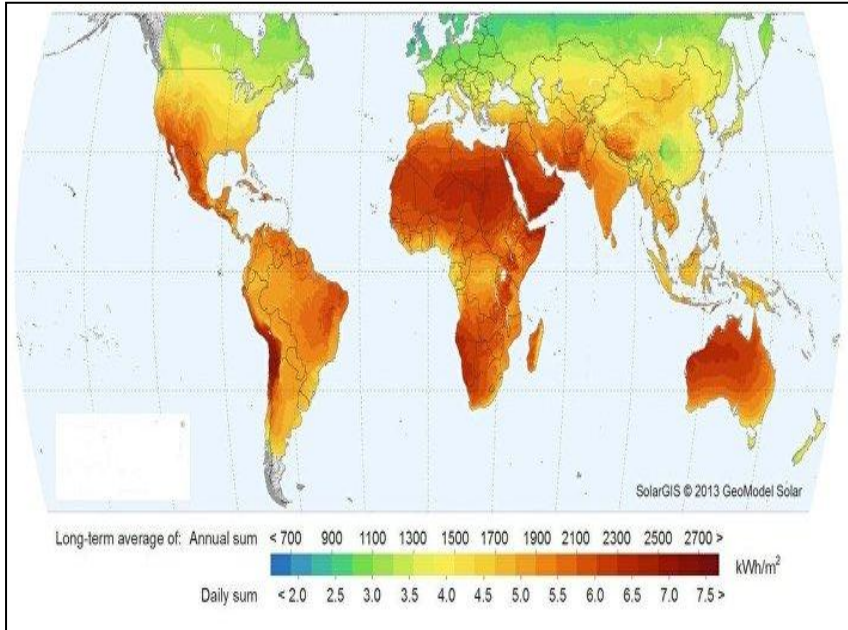 SolarGIS © 2013 GeoModel Solar
Long-term average of: Annual sum < 700 900 1100 1300 1500 1700 1900 2100 2300 2500 2700 >
kWh/m²
Daily sum < 2.0 2.5 3.0 3.5 4.0 4.5 5.0 5.5 6.0 6.5 7.0 7.5 >